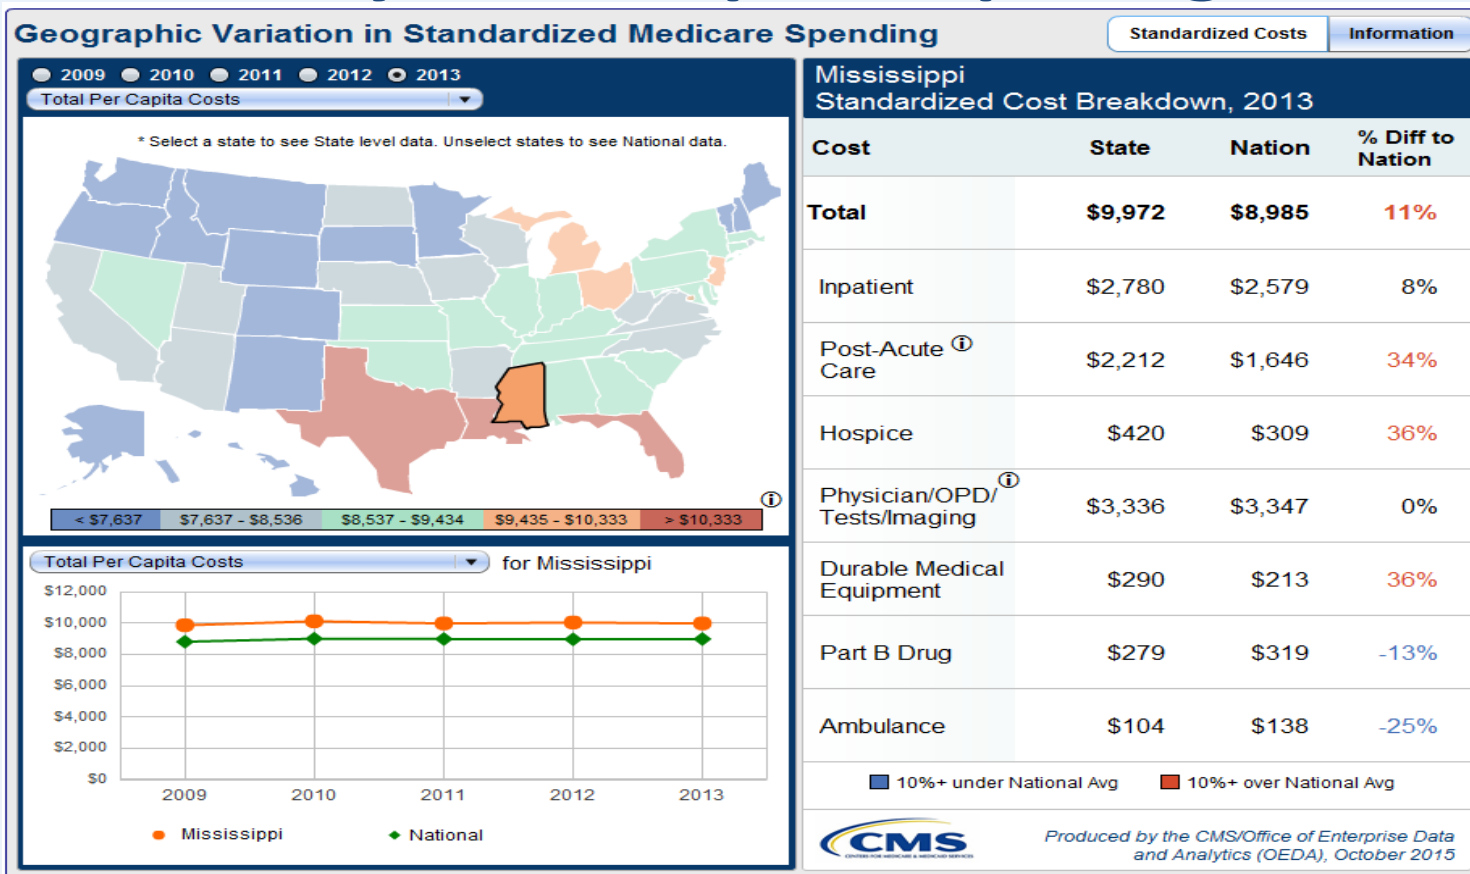 Geographic Variation in Standardized Medicare Spending
Standardized Costs
Information
2009 2010 2011 2012 2013
Total Per Capita Costs
* Select a state to see State level data. Unselect states to see National data.
< $7,637 $7,637 - $8,536 $8,537 - $9,434 $9,435 - $10,333 > $10,333
Total Per Capita Costs for Mississippi
$12,000
$10,000
$8,000
$6,000
$4,000
$2,000
$0
2009 2010 2011 2012 2013
Mississippi National
Mississippi
Standardized Cost Breakdown, 2013
Cost State Nation % Diff to
Nation
Total $9,972 $8,985 11%
Inpatient $2,780 $2,579 8%
Post-Acute
Care $2,212 $1,646 34%
Hospice $420 $309 36%
Physician/OPD/
Tests/Imaging $3,336 $3,347 0%
Durable Medical
Equipment $290 $213 36%
Part B Drug $279 $319 -13%
Ambulance $104 $138 -25%
10%+ under National Avg 10%+ over National Avg
CMS
CENTERS FOR MEDICARE & MEDICAID SERVICES
Produced by the CMS/Office of Enterprise Data
and Analytics (OEDA), October 2015